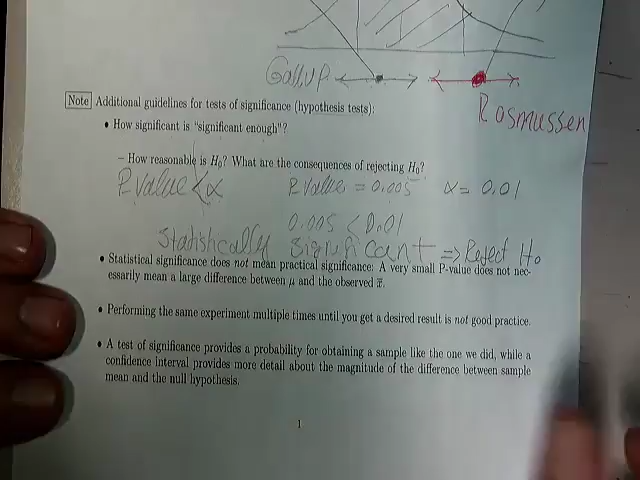 Gallup
Rasmussen
Note Additional guidelines for tests of significance (hypothesis tests):
• How significant is "significant enough"?
– How reasonable is H₀? What are the consequences of rejecting H₀?
P value < α P value = 0.005 α = 0.01
0.005 < 0.01
Statistically significant ⇒ Reject H₀
• Statistical significance does not mean practical significance: A very small P-value does not nec-
essarily mean a large difference between μ and the observed x̅.
• Performing the same experiment multiple times until you get a desired result is not good practice.
• A test of significance provides a probability for obtaining a sample like the one we did, while a
confidence interval provides more detail about the magnitude of the difference between sample
mean and the null hypothesis.
1